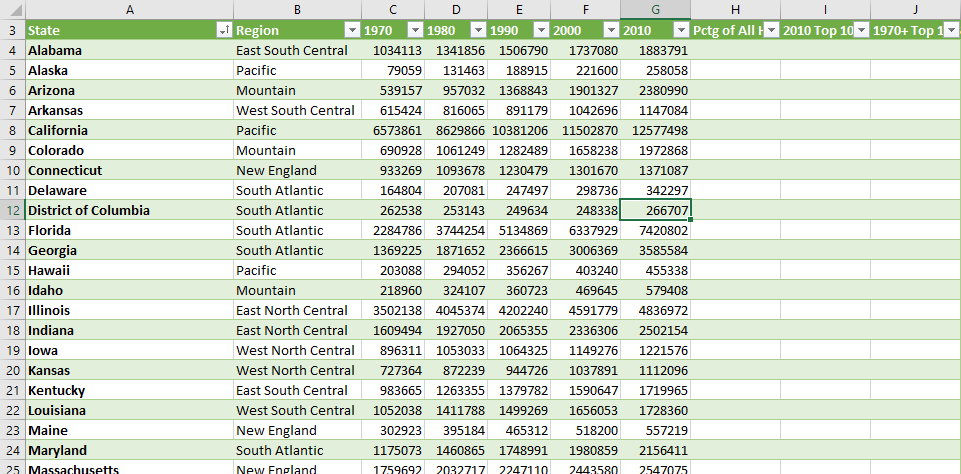 A B C D E F G H I J
3 State Region 1970 1980 1990 2000 2010 Pctg of All H 2010 Top 10 1970+ Top 1
4 Alabama East South Central 1034113 1341856 1506790 1737080 1883791
5 Alaska Pacific 79059 131463 188915 221600 258058
6 Arizona Mountain 539157 957032 1368843 1901327 2380990
7 Arkansas West South Central 615424 816065 891179 1042696 1147084
8 California Pacific 6573861 8629866 10381206 11502870 12577498
9 Colorado Mountain 690928 1061249 1282489 1658238 1972868
10 Connecticut New England 933269 1093678 1230479 1301670 1371087
11 Delaware South Atlantic 164804 207081 247497 298736 342297
12 District of Columbia South Atlantic 262538 253143 249634 248338 266707
13 Florida South Atlantic 2284786 3744254 5134869 6337929 7420802
14 Georgia South Atlantic 1369225 1871652 2366615 3006369 3585584
15 Hawaii Pacific 203088 294052 356267 403240 455338
16 Idaho Mountain 218960 324107 360723 469645 579408
17 Illinois East North Central 3502138 4045374 4202240 4591779 4836972
18 Indiana East North Central 1609494 1927050 2065355 2336306 2502154
19 Iowa West North Central 896311 1053033 1064325 1149276 1221576
20 Kansas West North Central 727364 872239 944726 1037891 1112096
21 Kentucky East South Central 983665 1263355 1379782 1590647 1719965
22 Louisiana West South Central 1052038 1411788 1499269 1656053 1728360
23 Maine New England 302923 395184 465312 518200 557219
24 Maryland South Atlantic 1175073 1460865 1748991 1980859 2156411
25 Massachusetts New England 1759692 2032717 2247110 2443580 2547075